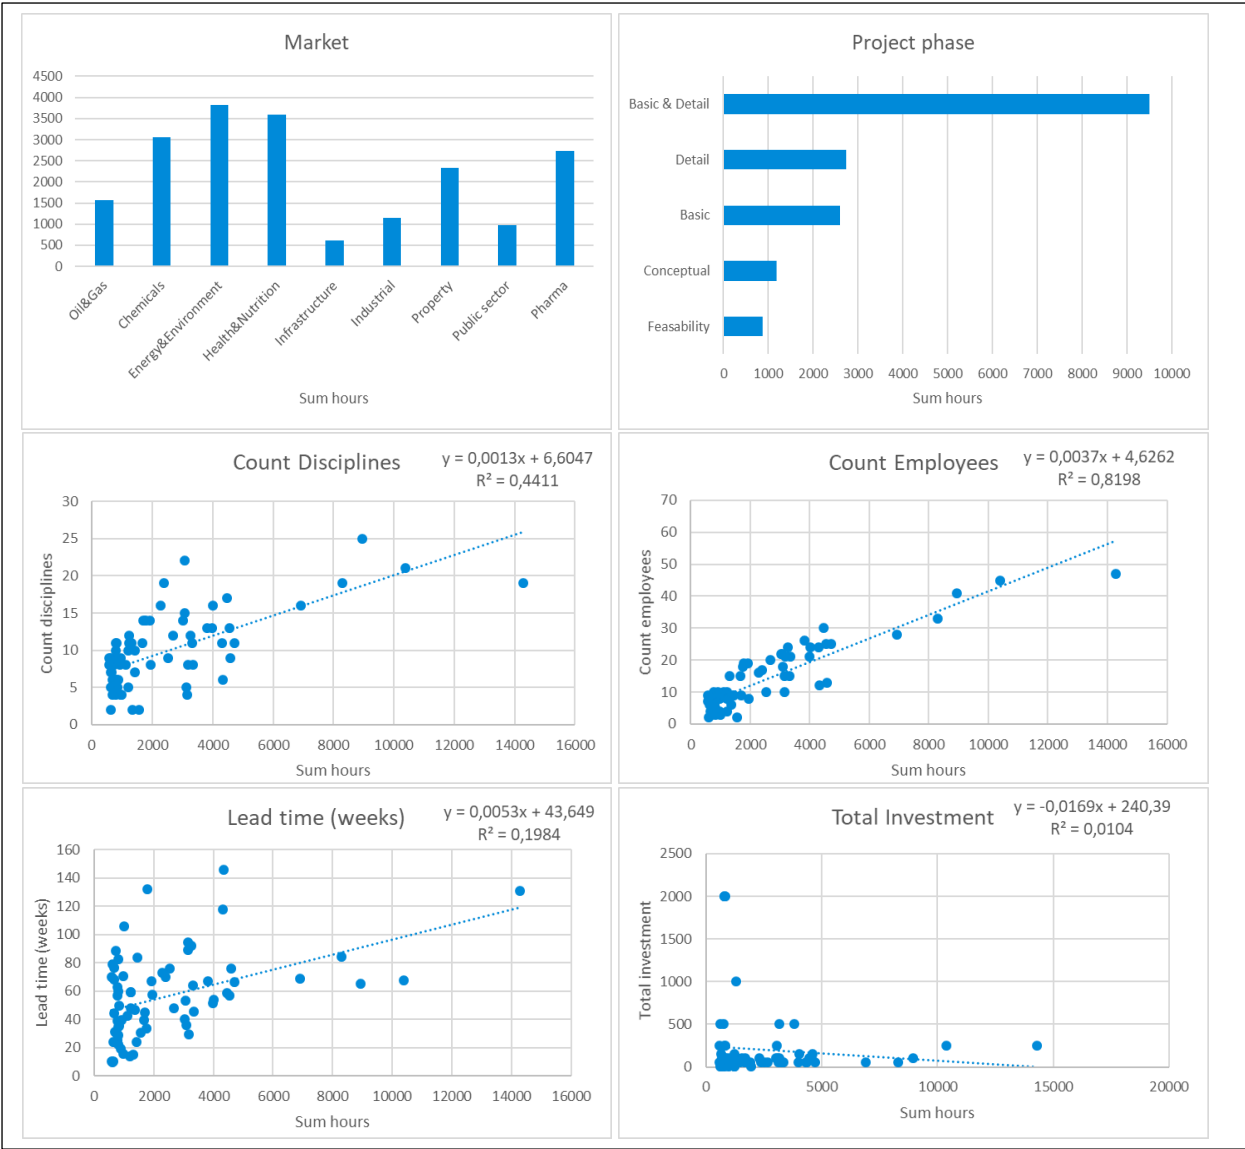 Market
4500
4000
3500
3000
2500
2000
1500
1000
500
0
Oil&Gas
Chemicals
Energy&Environment
Health&Nutrition
Infrastructure
Industrial
Property
Public sector
Pharma
Sum hours
Project phase
Basic & Detail
Detail
Basic
Conceptual
Feasability
0 1000 2000 3000 4000 5000 6000 7000 8000 9000 10000
Sum hours
Count Disciplines
y = 0,0013x + 6,6047
R² = 0,4411
Count disciplines
30
25
20
15
10
5
0
0 2000 4000 6000 8000 10000 12000 14000 16000
Sum hours
Count Employees
y = 0,0037x + 4,6262
R² = 0,8198
Count employees
70
60
50
40
30
20
10
0
0 2000 4000 6000 8000 10000 12000 14000 16000
Sum hours
Lead time (weeks)
y = 0,0053x + 43,649
R² = 0,1984
Lead time (weeks)
160
140
120
100
80
60
40
20
0
0 2000 4000 6000 8000 10000 12000 14000 16000
Sum hours
Total Investment
y = -0,0169x + 240,39
R² = 0,0104
Total investment
2500
2000
1500
1000
500
0
0 5000 10000 15000 20000
Sum hours